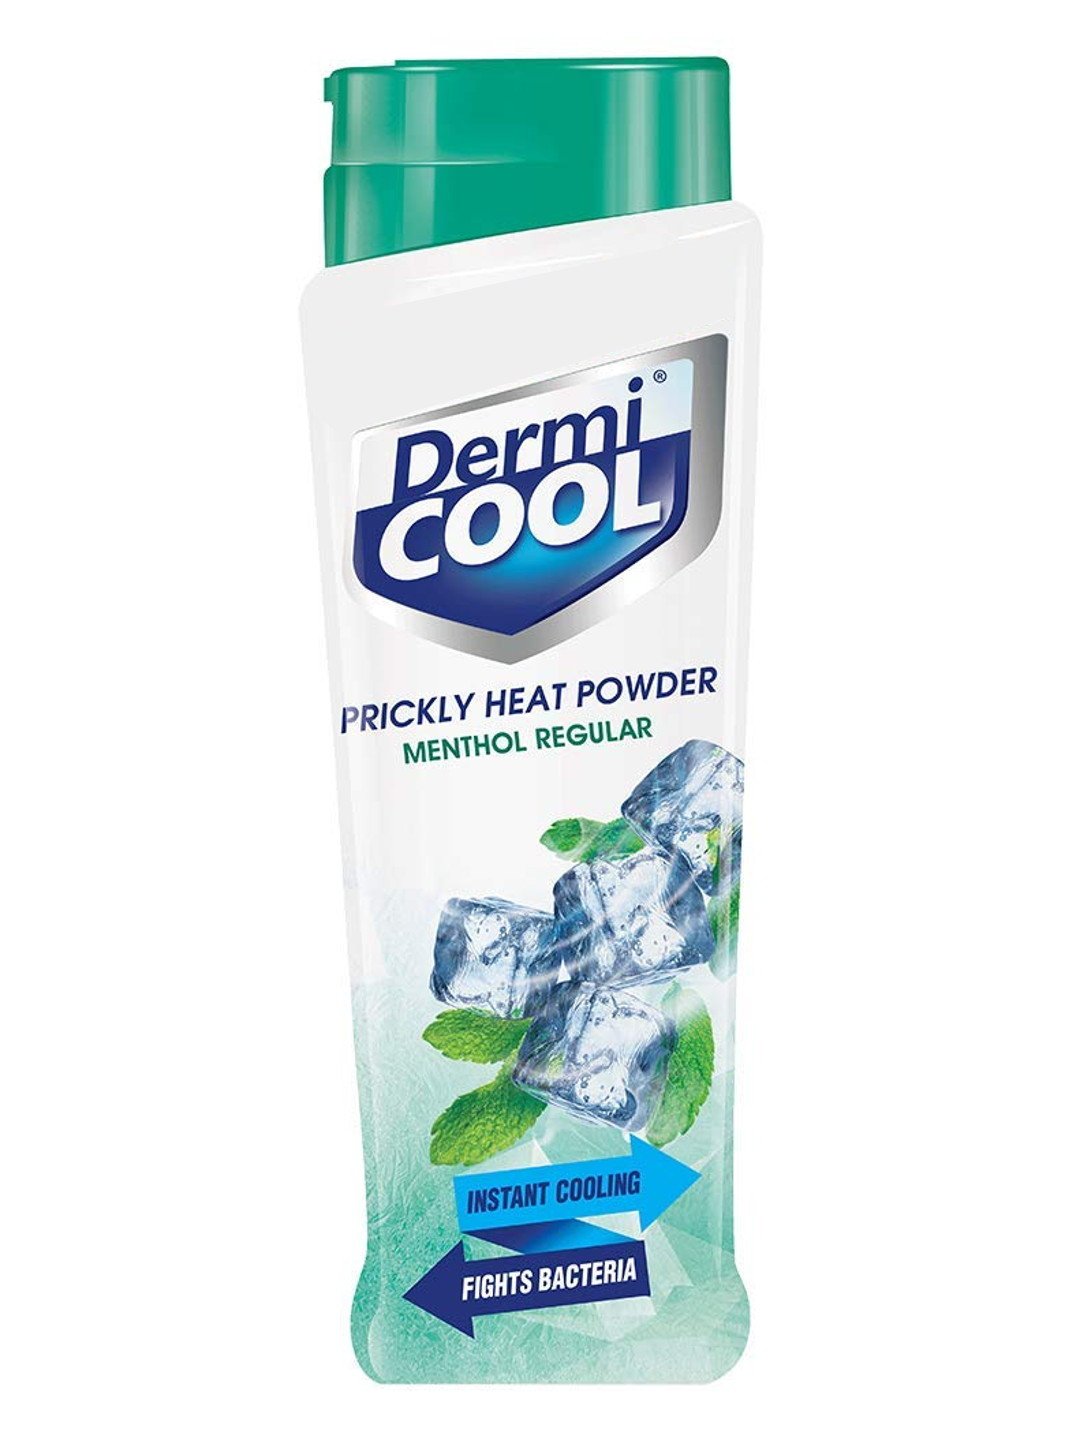 Dermi®
COOL
PRICKLY HEAT POWDER
MENTHOL REGULAR
INSTANT COOLING
FIGHTS BACTERIA